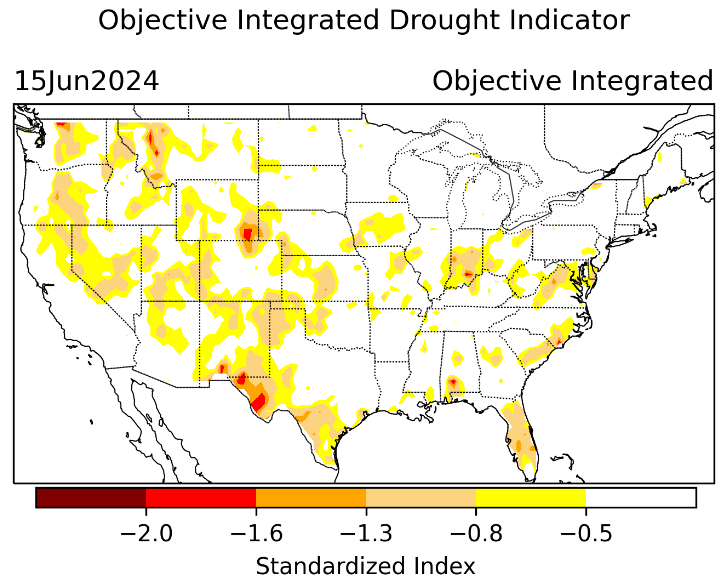 Objective Integrated Drought Indicator
15Jun2024 Objective Integrated
−2.0 −1.6 −1.3 −0.8 −0.5
Standardized Index